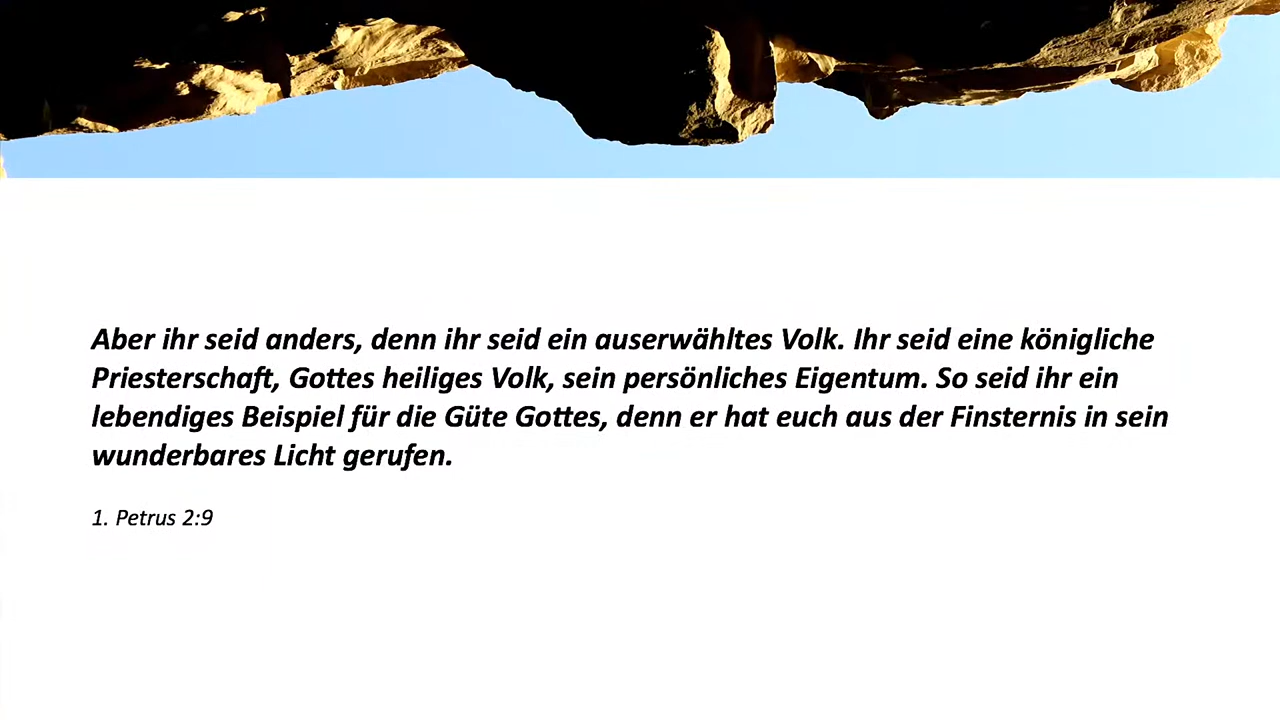 Aber ihr seid anders, denn ihr seid ein auserwähltes Volk. Ihr seid eine königliche
Priesterschaft, Gottes heiliges Volk, sein persönliches Eigentum. So seid ihr ein
lebendiges Beispiel für die Güte Gottes, denn er hat euch aus der Finsternis in sein
wunderbares Licht gerufen.
1. Petrus 2:9